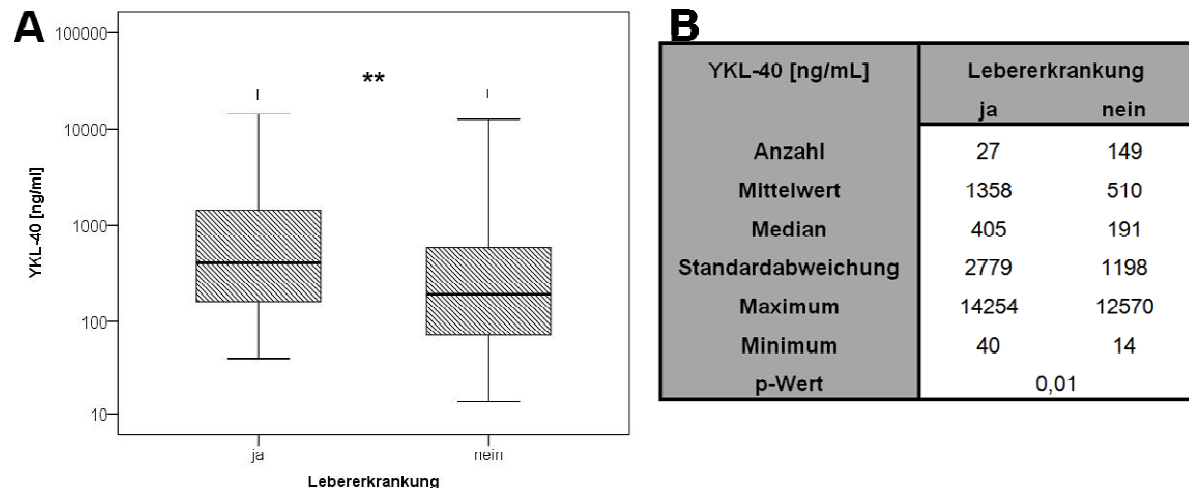 A
100000
**
10000
1000
100
10
YKL-40 [ng/ml]
ja nein
Lebererkrankung
B
YKL-40 [ng/mL] Lebererkrankung
ja nein
Anzahl 27 149
Mittelwert 1358 510
Median 405 191
Standardabweichung 2779 1198
Maximum 14254 12570
Minimum 40 14
p-Wert 0,01